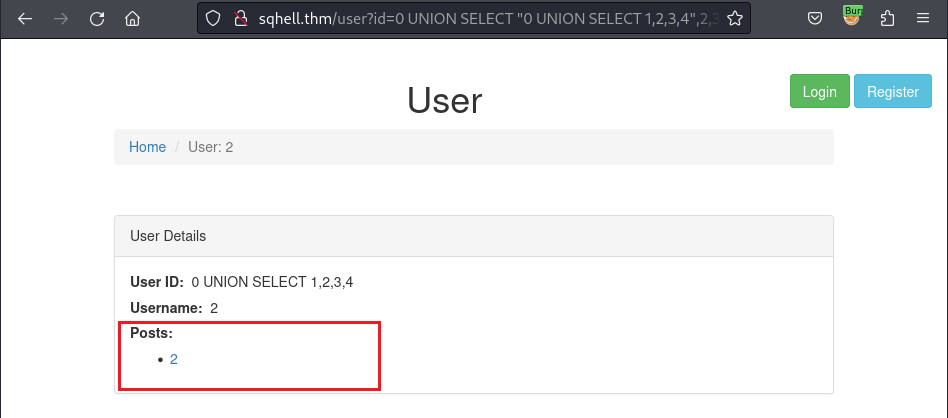 sqhell.thm/user?id=0 UNION SELECT "0 UNION SELECT 1,2,3,4",2,3
Burp
User
Login
Register
Home / User: 2
User Details
User ID: 0 UNION SELECT 1,2,3,4
Username: 2
Posts:
• 2